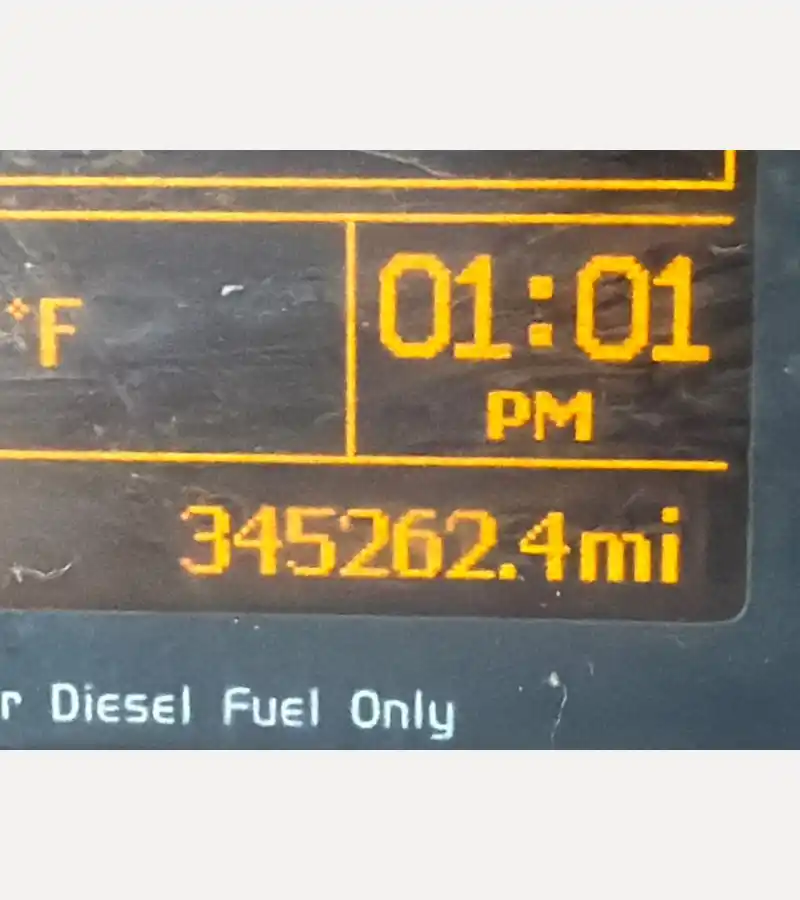 °F
01:01
PM
345262.4mi
r Diesel Fuel Only